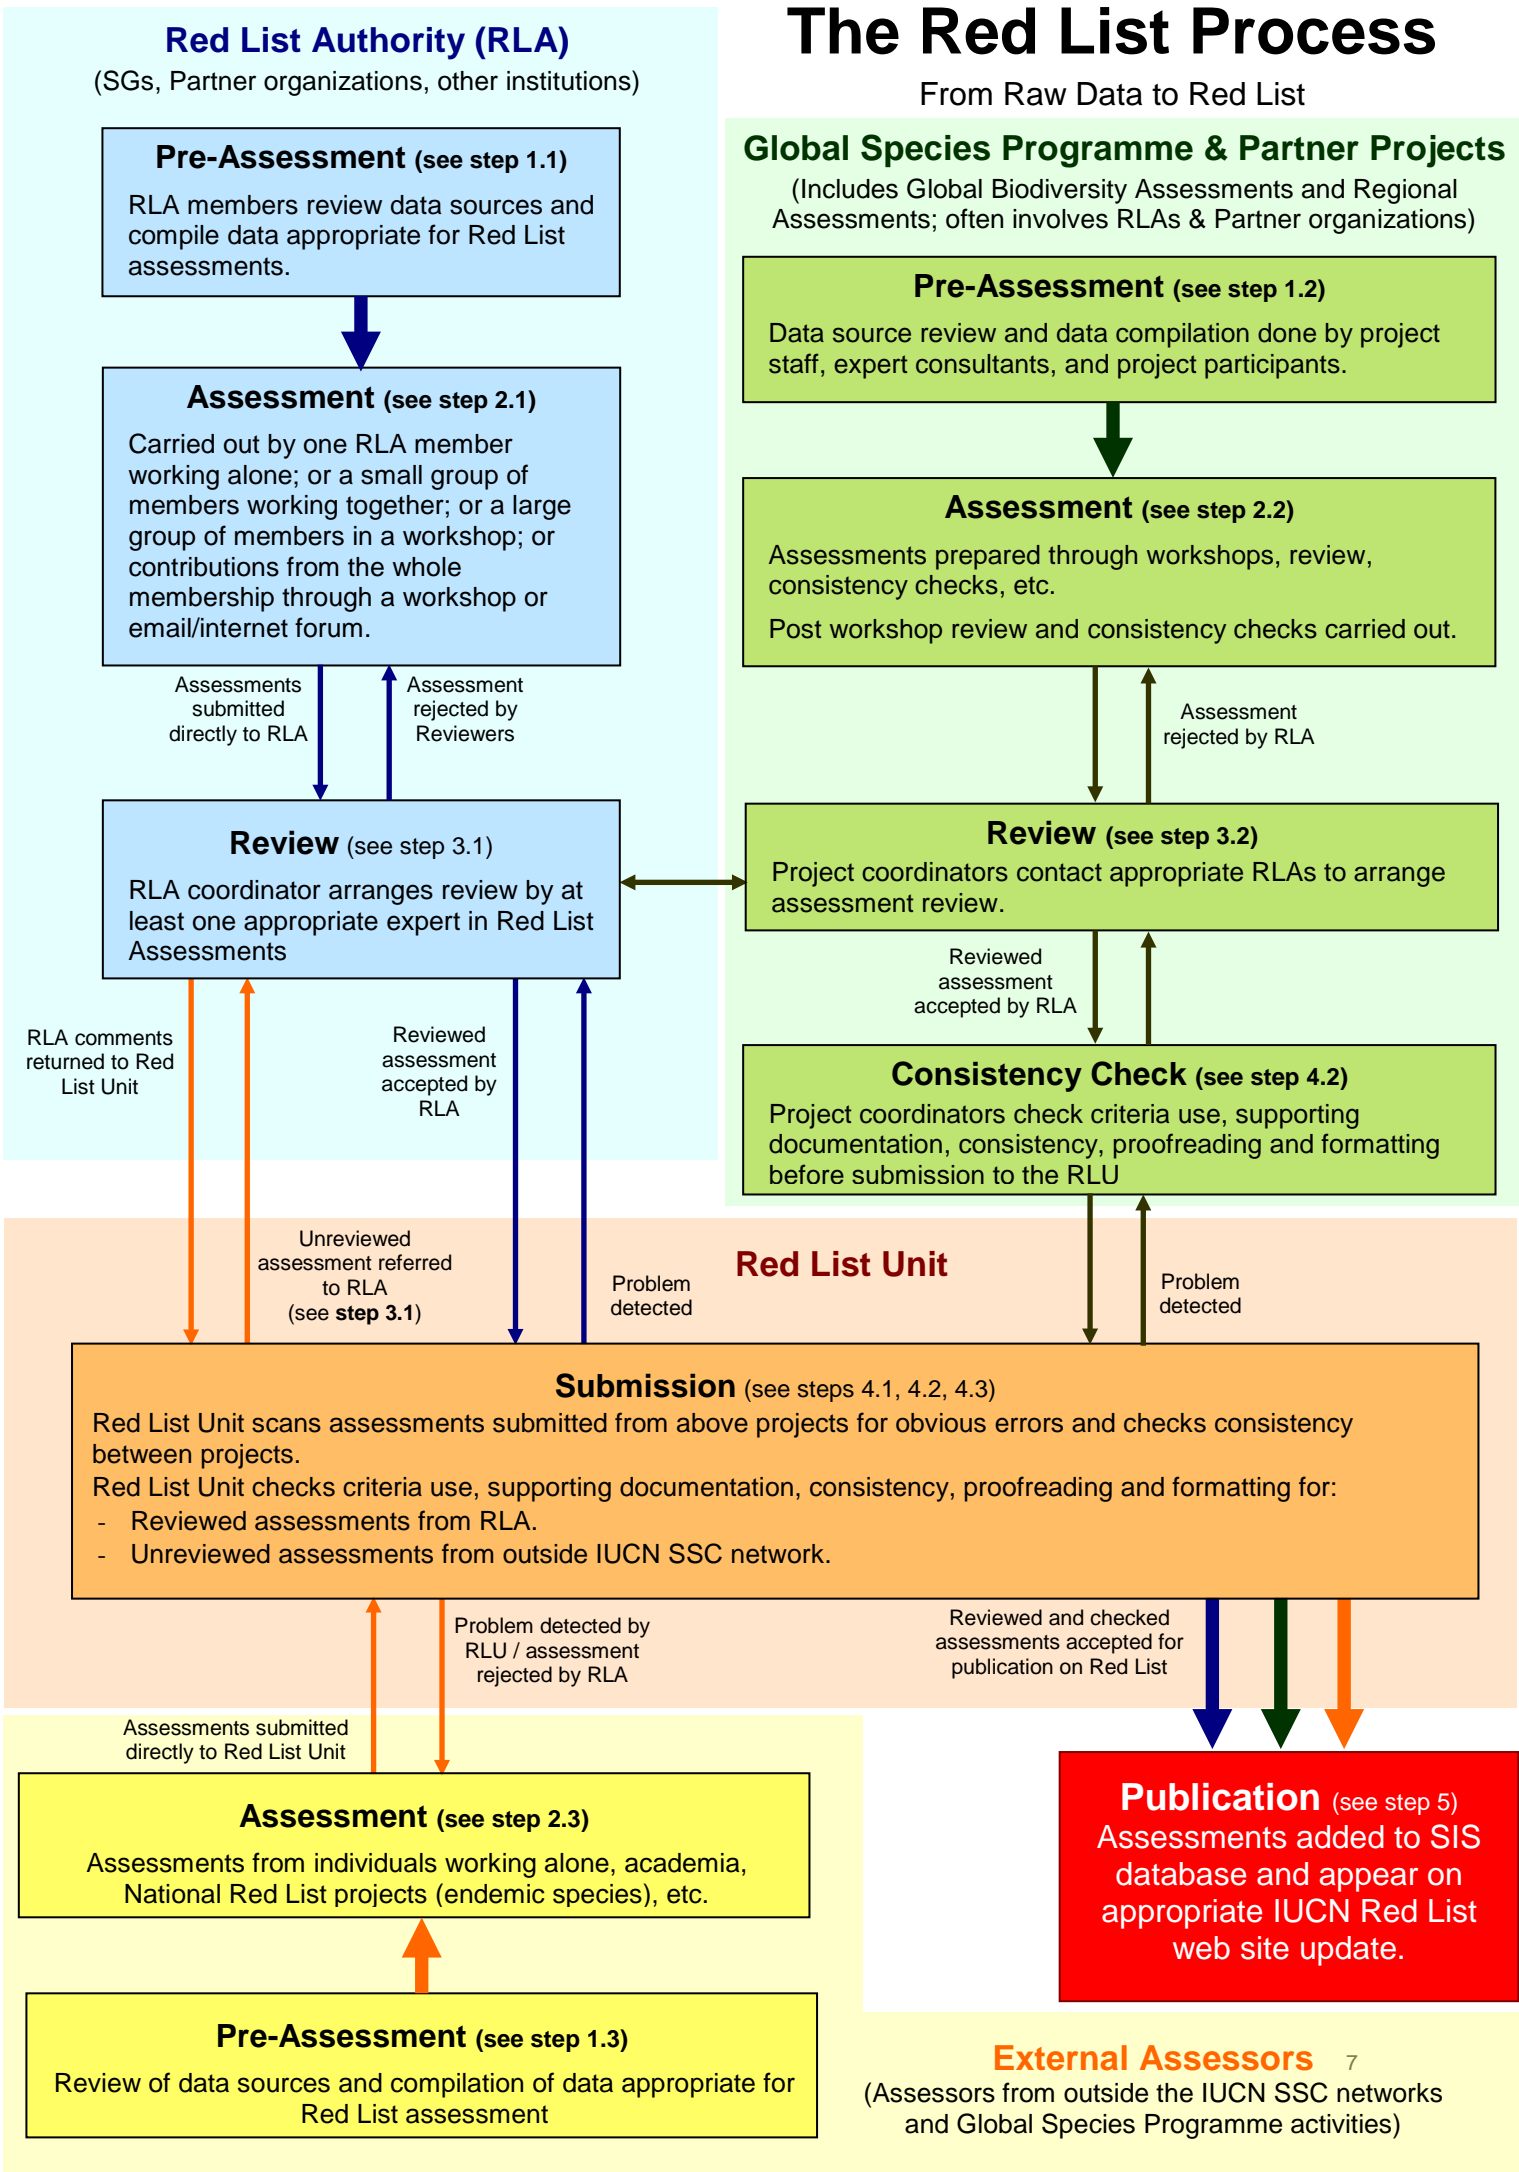 The Red List Process
From Raw Data to Red List
Red List Authority (RLA)
(SGs, Partner organizations, other institutions)
Pre-Assessment (see step 1.1)
RLA members review data sources and
compile data appropriate for Red List
assessments.
Assessment (see step 2.1)
Carried out by one RLA member
working alone; or a small group of
members working together; or a large
group of members in a workshop; or
contributions from the whole
membership through a workshop or
email/internet forum.
Assessments
submitted
directly to RLA
Assessment
rejected by
Reviewers
Review (see step 3.1)
RLA coordinator arranges review by at
least one appropriate expert in Red List
Assessments
RLA comments
returned to Red
List Unit
Reviewed
assessment
accepted by
RLA
Global Species Programme & Partner Projects
(Includes Global Biodiversity Assessments and Regional
Assessments; often involves RLAs & Partner organizations)
Pre-Assessment (see step 1.2)
Data source review and data compilation done by project
staff, expert consultants, and project participants.
Assessment (see step 2.2)
Assessments prepared through workshops, review,
consistency checks, etc.
Post workshop review and consistency checks carried out.
Assessment
rejected by RLA
Review (see step 3.2)
Project coordinators contact appropriate RLAs to arrange
assessment review.
Reviewed
assessment
accepted by RLA
Consistency Check (see step 4.2)
Project coordinators check criteria use, supporting
documentation, consistency, proofreading and formatting
before submission to the RLU
Unreviewed
assessment referred
to RLA
(see step 3.1)
Problem
detected
Red List Unit
Problem
detected
Submission (see steps 4.1, 4.2, 4.3)
Red List Unit scans assessments submitted from above projects for obvious errors and checks consistency
between projects.
Red List Unit checks criteria use, supporting documentation, consistency, proofreading and formatting for:
- Reviewed assessments from RLA.
- Unreviewed assessments from outside IUCN SSC network.
Problem detected by
RLU / assessment
rejected by RLA
Reviewed and checked
assessments accepted for
publication on Red List
Assessments submitted
directly to Red List Unit
Assessment (see step 2.3)
Assessments from individuals working alone, academia,
National Red List projects (endemic species), etc.
Pre-Assessment (see step 1.3)
Review of data sources and compilation of data appropriate for
Red List assessment
Publication (see step 5)
Assessments added to SIS
database and appear on
appropriate IUCN Red List
web site update.
External Assessors 7
(Assessors from outside the IUCN SSC networks
and Global Species Programme activities)